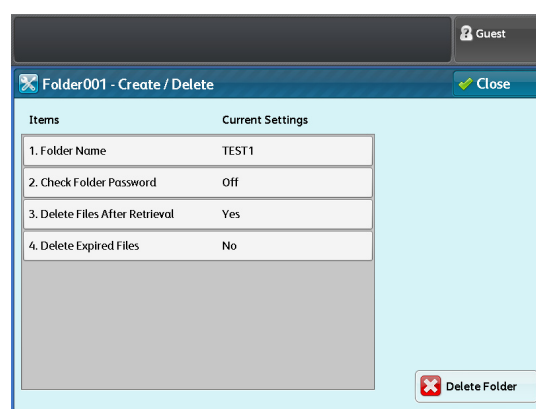 Guest
Folder001 - Create / Delete
Close
Items Current Settings
1. Folder Name TEST1
2. Check Folder Password Off
3. Delete Files After Retrieval Yes
4. Delete Expired Files No
Delete Folder